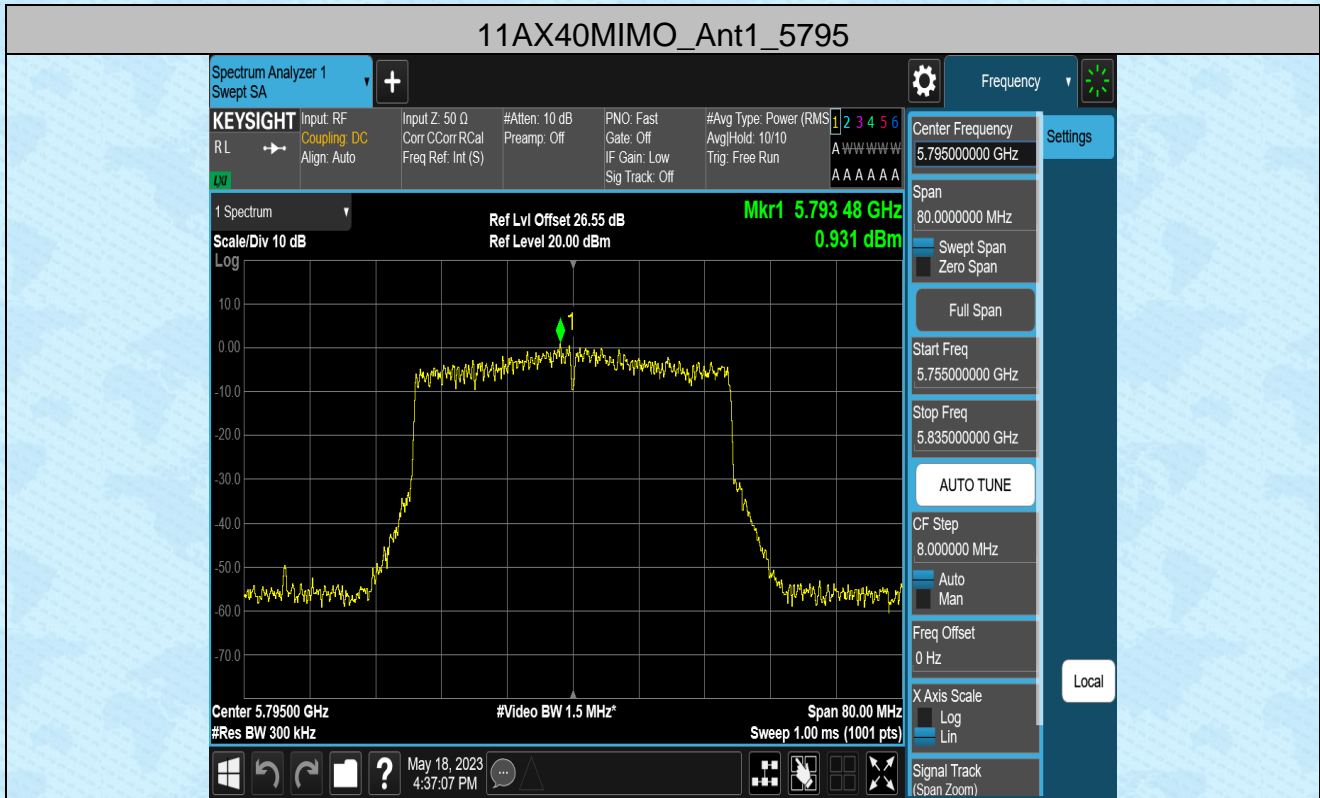 11AX40MIMO_Ant1_5795
Spectrum Analyzer 1
Swept SA
Frequency
KEYSIGHT
RL
LXI
Input: RF
Coupling: DC
Align: Auto
Input Z: 50 Ω
Corr CCorr RCal
Freq Ref: Int (S)
#Atten: 10 dB
Preamp: Off
PNO: Fast
Gate: Off
IF Gain: Low
Sig Track: Off
#Avg Type: Power (RMS
Avg|Hold: 10/10
Trig: Free Run
1 2 3 4 5 6
A W W W W W
A A A A A A
1 Spectrum
Scale/Div 10 dB
Log
Ref Lvl Offset 26.55 dB
Ref Level 20.00 dBm
Mkr1 5.793 48 GHz
0.931 dBm
1
10.0
0.00
-10.0
-20.0
-30.0
-40.0
-50.0
-60.0
-70.0
Center 5.79500 GHz
#Res BW 300 kHz
#Video BW 1.5 MHz*
Span 80.00 MHz
Sweep 1.00 ms (1001 pts)
May 18, 2023
4:37:07 PM
?
Center Frequency
5.795000000 GHz
Span
80.0000000 MHz
Swept Span
Zero Span
Full Span
Start Freq
5.755000000 GHz
Stop Freq
5.835000000 GHz
AUTO TUNE
CF Step
8.000000 MHz
Auto
Man
Freq Offset
0 Hz
X Axis Scale
Log
Lin
Signal Track
(Span Zoom)
Settings
Local